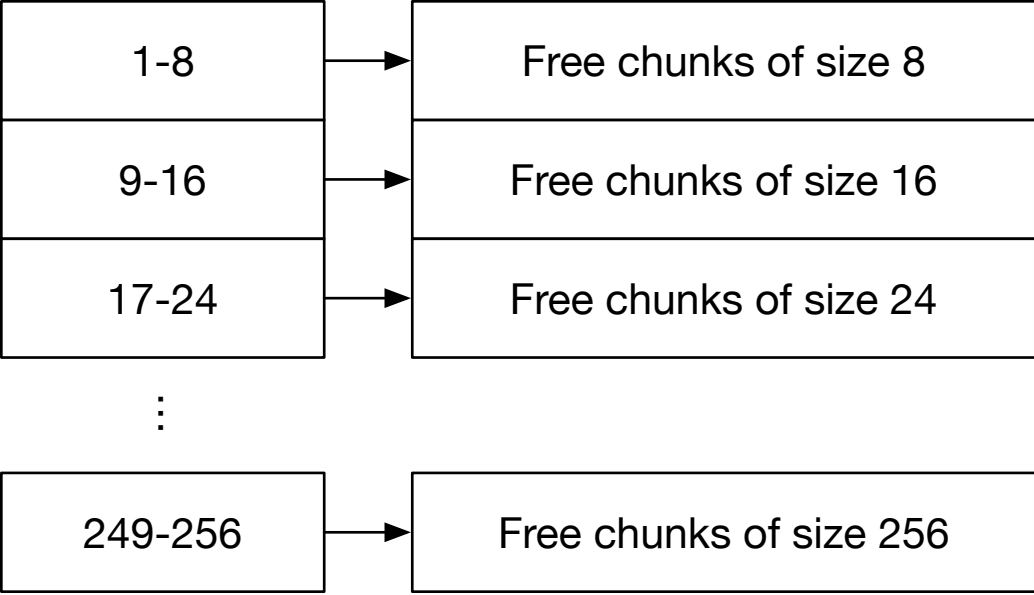 1-8
Free chunks of size 8
9-16
Free chunks of size 16
17-24
Free chunks of size 24
⋮
249-256
Free chunks of size 256